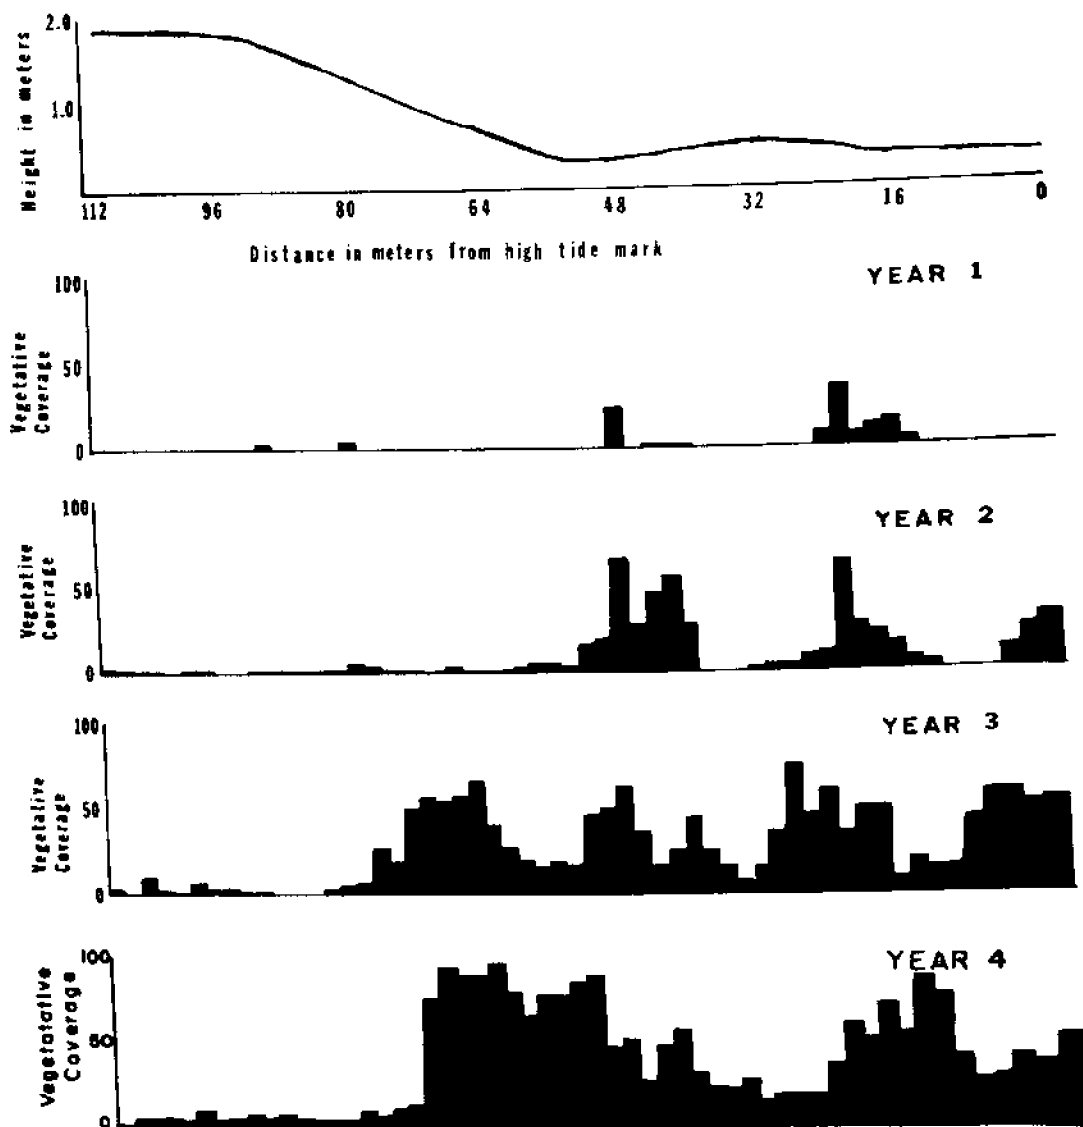 2.0
1.0
Height in meters
112 96 80 64 48 32 16 0
Distance in meters from high tide mark
YEAR 1
100
50
0
Vegetative
Coverage
YEAR 2
100
50
0
Vegetative
Coverage
YEAR 3
100
50
0
Vegetative
Coverage
YEAR 4
100
50
0
Vegetatative
Coverage